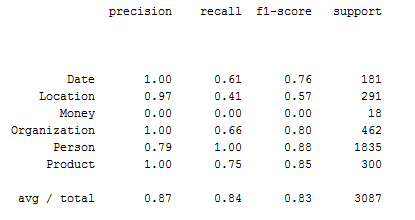 precision recall f1-score support
Date 1.00 0.61 0.76 181
Location 0.97 0.41 0.57 291
Money 0.00 0.00 0.00 18
Organization 1.00 0.66 0.80 462
Person 0.79 1.00 0.88 1835
Product 1.00 0.75 0.85 300
avg / total 0.87 0.84 0.83 3087